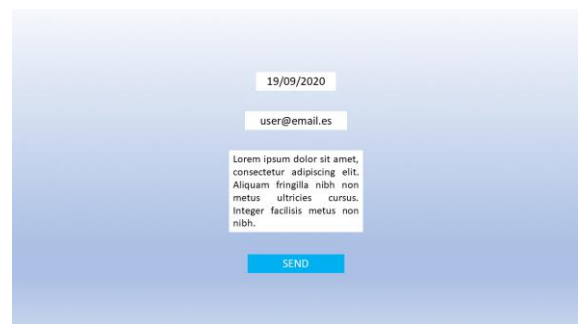 19/09/2020
user@email.es
Lorem ipsum dolor sit amet,
consectetur adipiscing elit.
Aliquam fringilla nibh non
metus ultricies cursus.
Integer facilisis metus non
nibh.
SEND